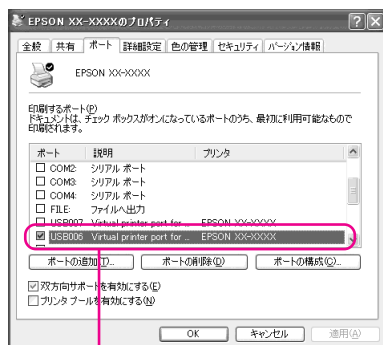 EPSON XX-XXXXのプロパティ
全般 共有 ポート 詳細設定 色の管理 セキュリティ バージョン情報
EPSON XX-XXXX
印刷するポート(P)
ドキュメントは、チェック ボックスがオンになっているポートのうち、最初に利用可能なもので
印刷されます。
ポート 説明 プリンタ
COM2: シリアル ポート
COM3: シリアル ポート
COM4: シリアル ポート
FILE: ファイルへ出力
USB007 Virtual printer port for ... EPSON XX-XXXX
USB006 Virtual printer port for ... EPSON XX-XXXX
ポートの追加(T)... ポートの削除(D) ポートの構成(C)...
双方向サポートを有効にする(E)
プリンタ プールを有効にする(N)
OK キャンセル 適用(A)